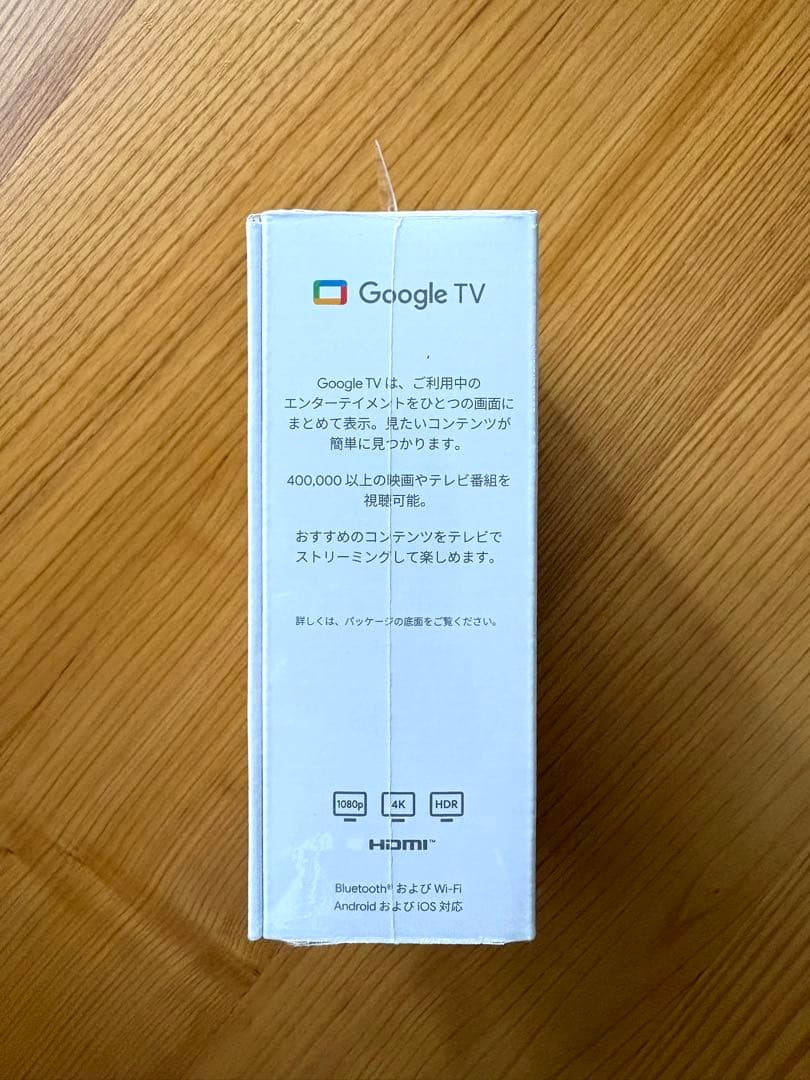 Google TV
Google TV は、ご利用中の
エンターテイメントをひとつの画面に
まとめて表示。見たいコンテンツが
簡単に見つかります。
400,000 以上の映画やテレビ番組を
視聴可能。
おすすめのコンテンツをテレビで
ストリーミングして楽しめます。
詳しくは、パッケージの底面をご覧ください。
1080p 4K HDR
HDMI™
Bluetooth® および Wi-Fi
Android および iOS 対応